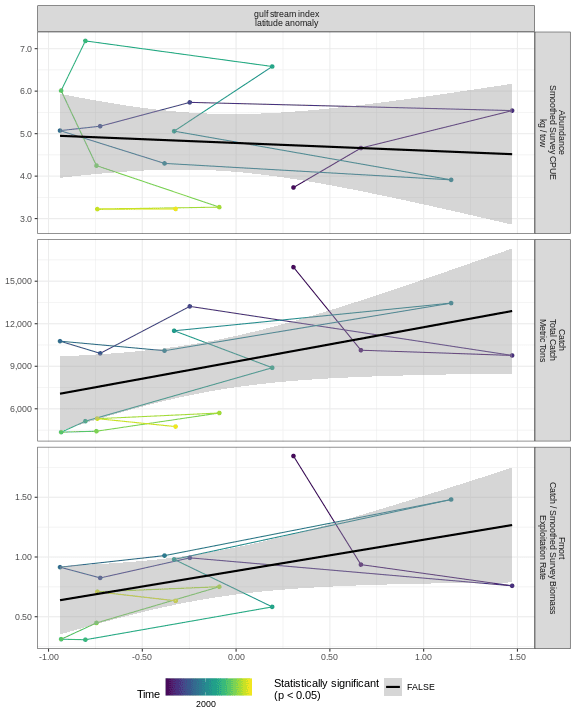 gulf stream index
latitude anomaly
7.0
6.0
5.0
4.0
3.0
Abundance
Smoothed Survey CPUE
kg / tow
15,000
12,000
9,000
6,000
Catch
Total Catch
Metric Tons
1.50
1.00
0.50
Fmort
Catch / Smoothed Survey Biomass
Exploitation Rate
-1.00
-0.50
0.00
0.50
1.00
1.50
Time
2000
Statistically significant
(p < 0.05)
FALSE